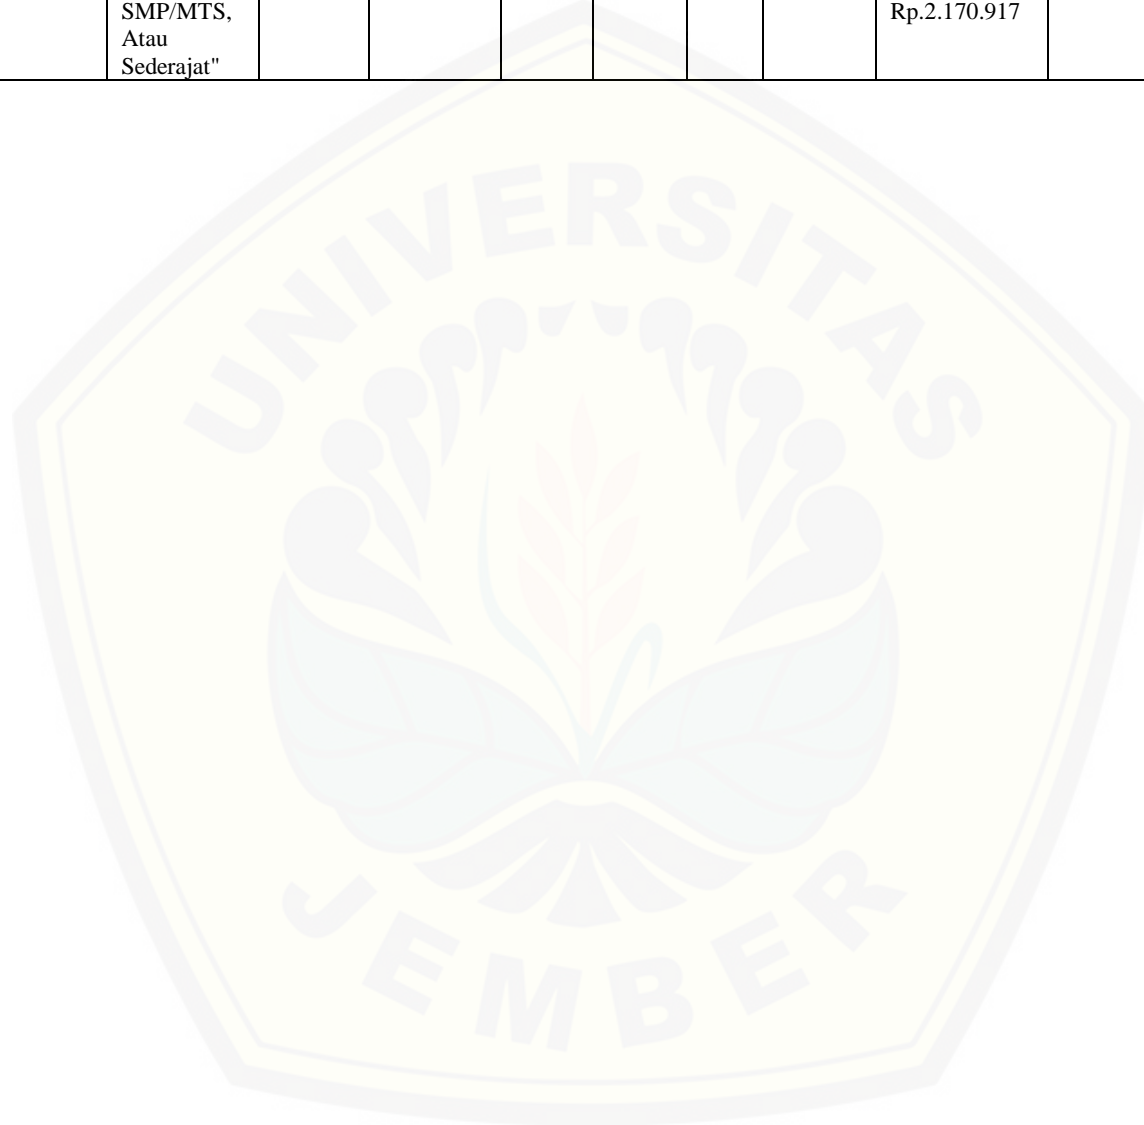 SMP/MTS,
Rp.2.170.917
Atau
Sederajat"
UNIVERSITAS
JEMBER